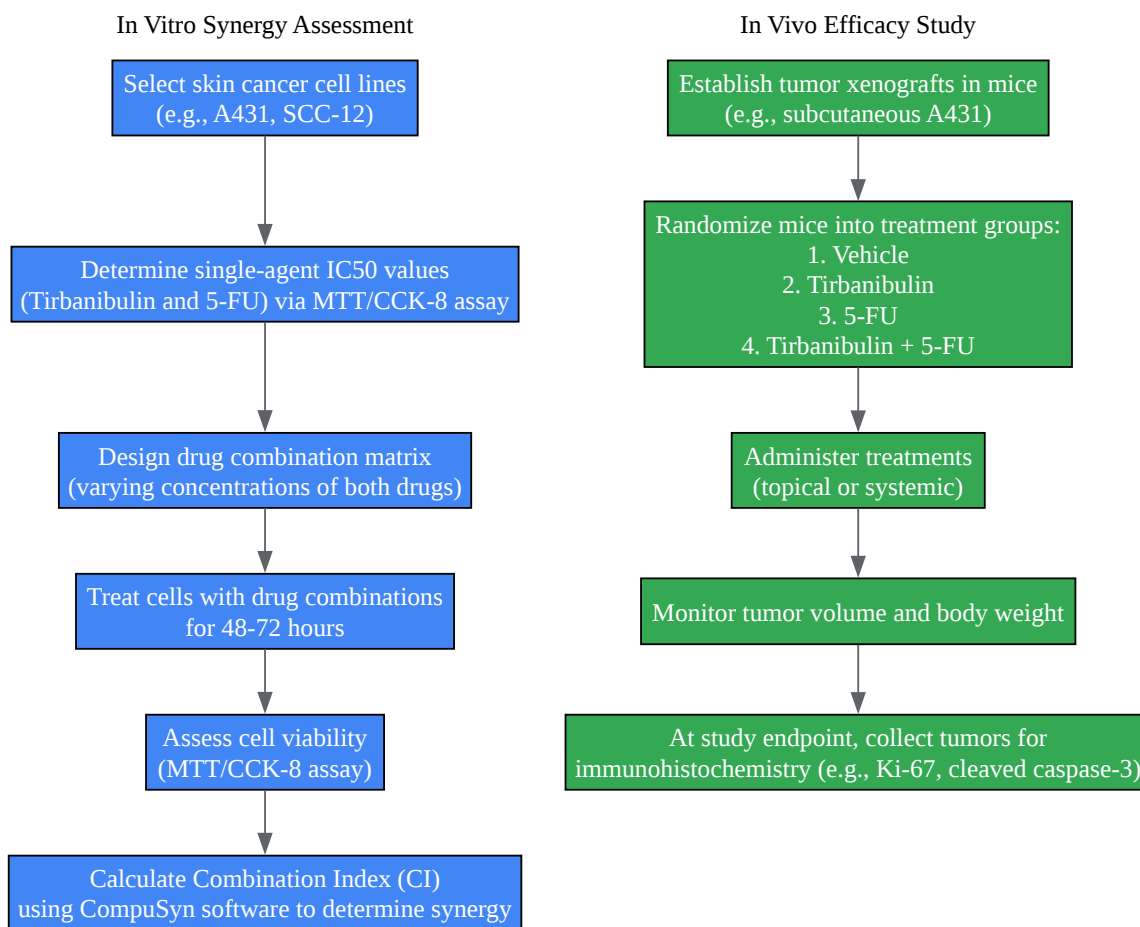 In Vitro Synergy Assessment
Select skin cancer cell lines
(e.g., A431, SCC-12)
Determine single-agent IC50 values
(Tirbanibulin and 5-FU) via MTT/CCK-8 assay
Design drug combination matrix
(varying concentrations of both drugs)
Treat cells with drug combinations
for 48-72 hours
Assess cell viability
(MTT/CCK-8 assay)
Calculate Combination Index (CI)
using CompuSyn software to determine synergy
In Vivo Efficacy Study
Establish tumor xenografts in mice
(e.g., subcutaneous A431)
Randomize mice into treatment groups:
1. Vehicle
2. Tirbanibulin
3. 5-FU
4. Tirbanibulin + 5-FU
Administer treatments
(topical or systemic)
Monitor tumor volume and body weight
At study endpoint, collect tumors for
immunohistochemistry (e.g., Ki-67, cleaved caspase-3)